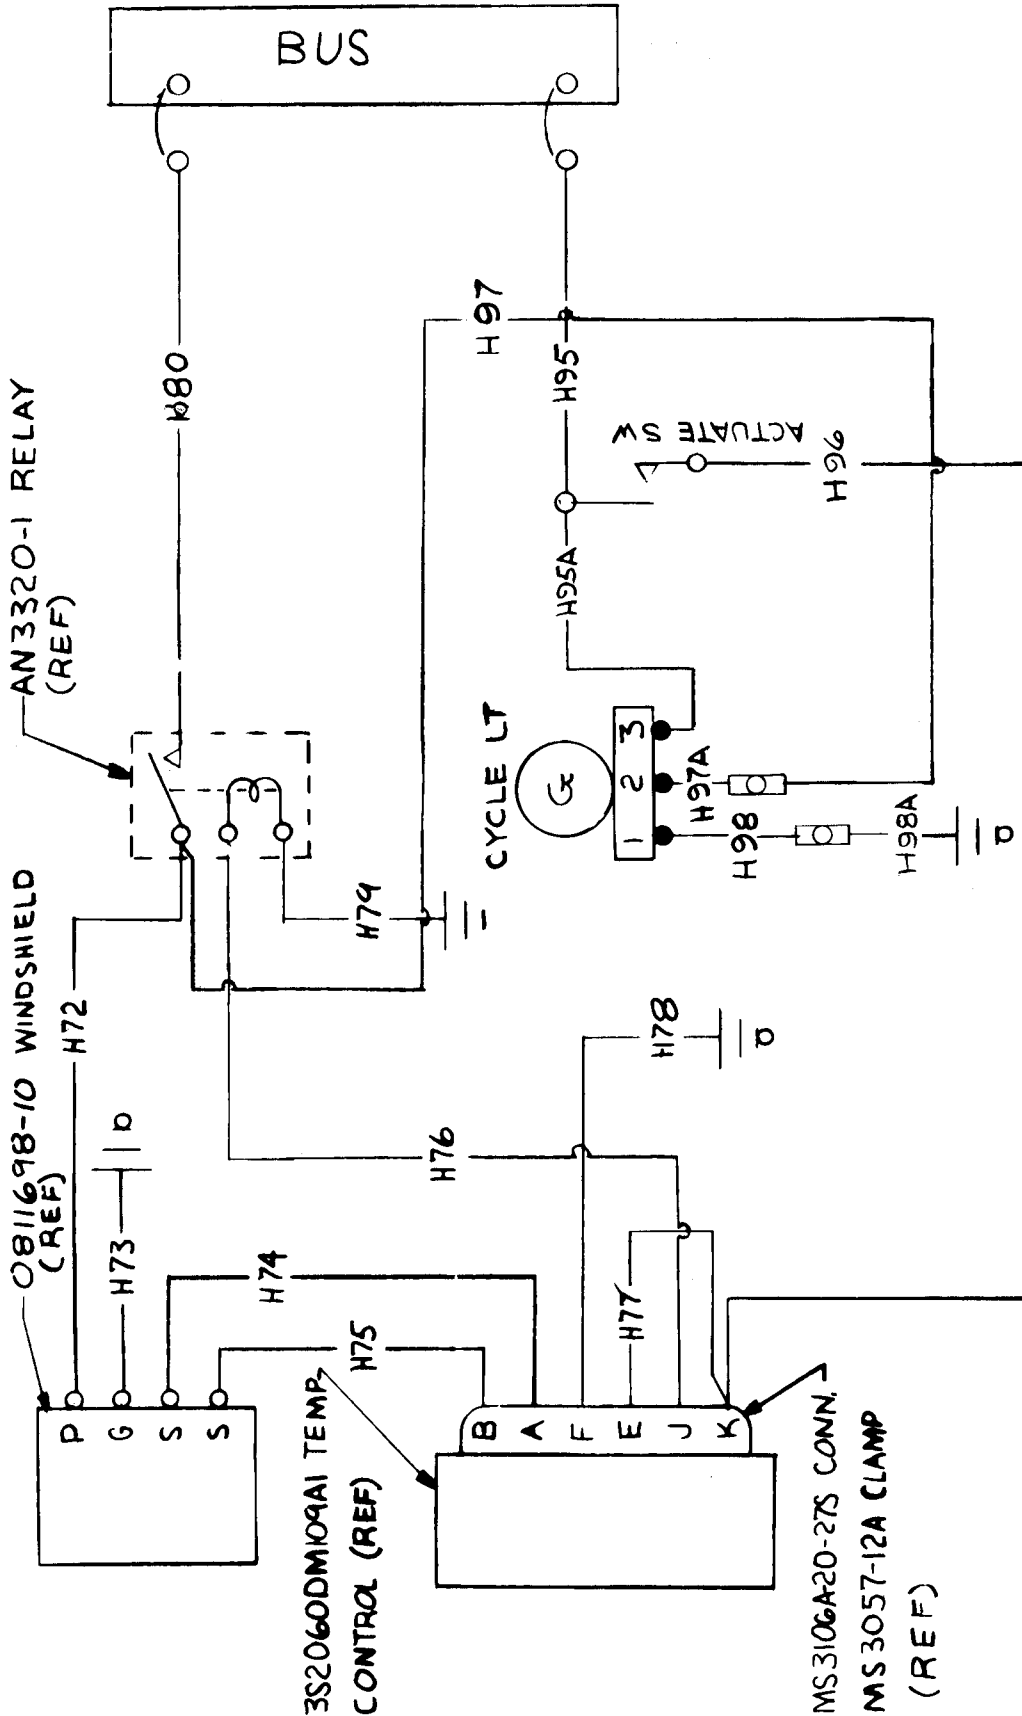 BUS
AN3320-1 RELAY
(REF)
H80
H97
H95
ACTUATE SW
H96
H95A
CYCLE LT
G
1 2 3
H97A
H98
H98A
0811698-10 WINDSHIELD
(REF)
H72
H79
H73
H78
H76
H74
H75
H77
P
G
S
S
B
A
F
E
J
K
3S2060DM109A1 TEMP.
CONTROL (REF)
MS3106A20-27S CONN.
MS3057-12A CLAMP
(REF)